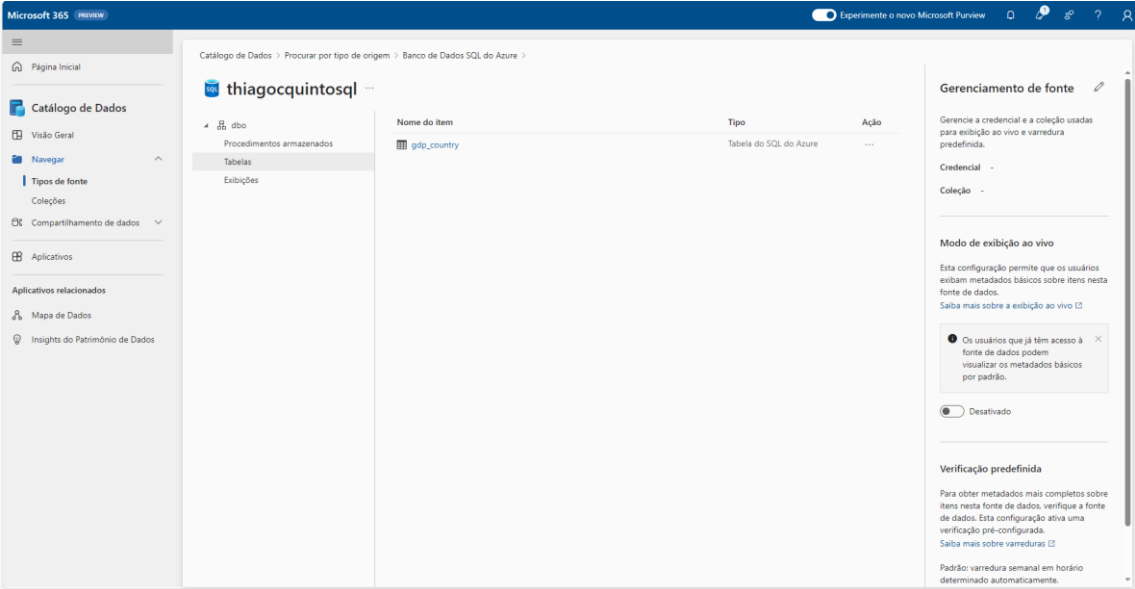 Microsoft 365 PREVIEW
Experimente o novo Microsoft Purview
1
?
Página Inicial
Catálogo de Dados
Visão Geral
Navegar
Tipos de fonte
Coleções
Compartilhamento de dados
Aplicativos
Aplicativos relacionados
Mapa de Dados
Insights do Patrimônio de Dados
Catálogo de Dados > Procurar por tipo de origem > Banco de Dados SQL do Azure >
SQL thiagocquintosql ...
dbo
Procedimentos armazenados
Tabelas
Exibições
Nome do item Tipo Ação
gdp_country Tabela do SQL do Azure ...
Gerenciamento de fonte
Gerencie a credencial e a coleção usadas
para exibição ao vivo e varredura
predefinida.
Credencial -
Coleção -
Modo de exibição ao vivo
Esta configuração permite que os usuários
exibam metadados básicos sobre itens nesta
fonte de dados.
Saiba mais sobre a exibição ao vivo
Os usuários que já têm acesso à
fonte de dados podem
visualizar os metadados básicos
por padrão.
Desativado
Verificação predefinida
Para obter metadados mais completos sobre
itens nesta fonte de dados, verifique a fonte
de dados. Esta configuração ativa uma
verificação pré-configurada.
Saiba mais sobre varreduras
Padrão: varredura semanal em horário
determinado automaticamente.